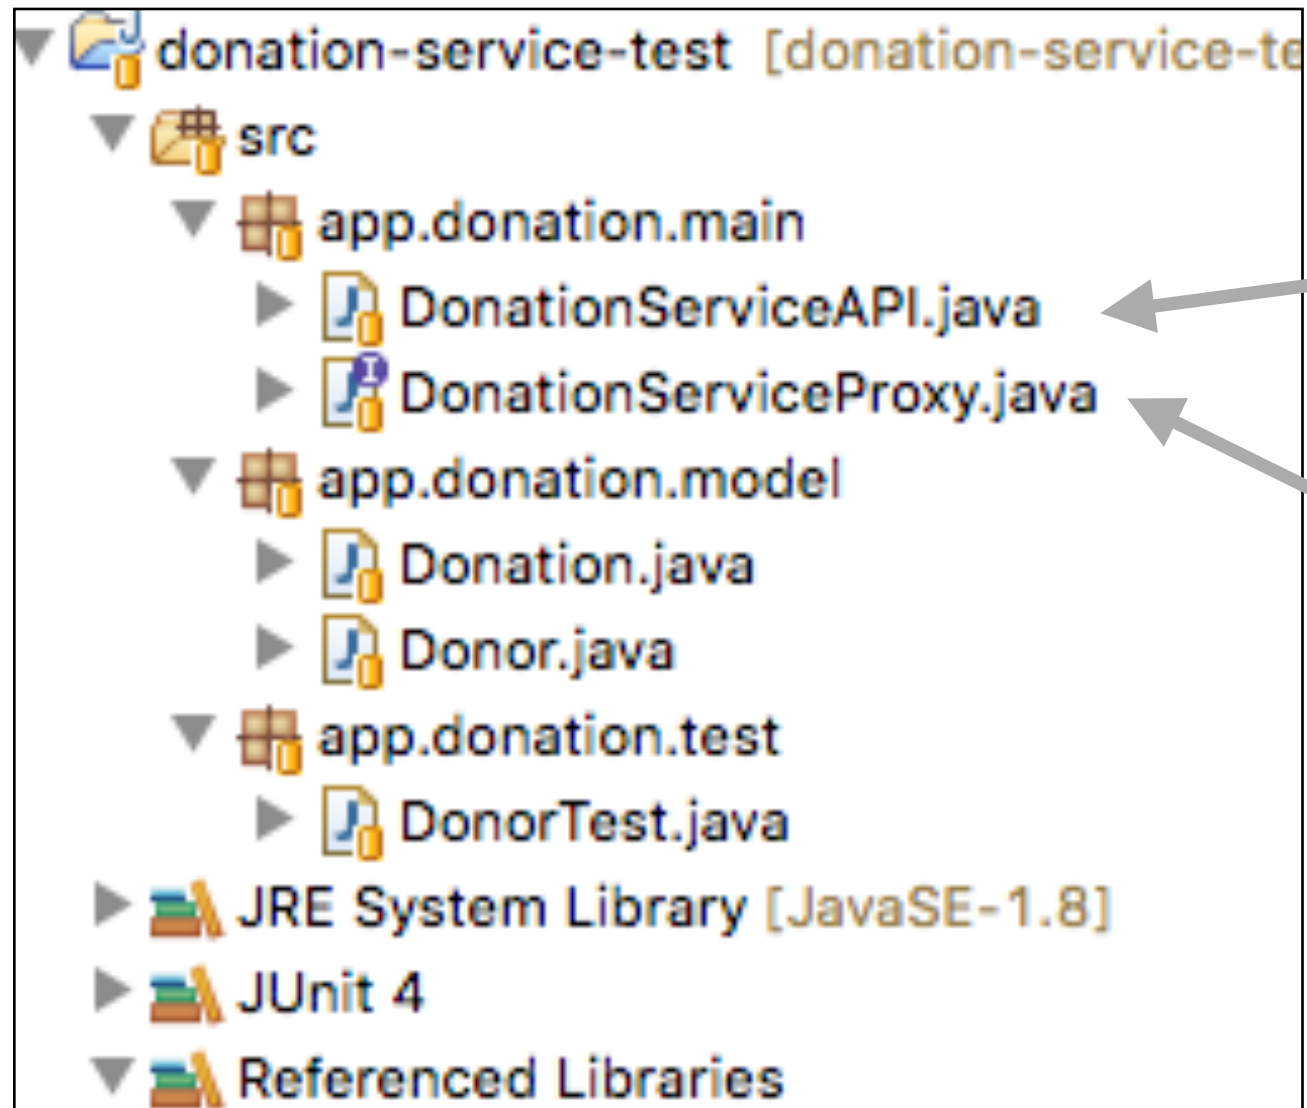 donation-service-test [donation-service-te
src
app.donation.main
DonationServiceAPI.java
DonationServiceProxy.java
app.donation.model
Donation.java
Donor.java
app.donation.test
DonorTest.java
JRE System Library [JavaSE-1.8]
JUnit 4
Referenced Libraries